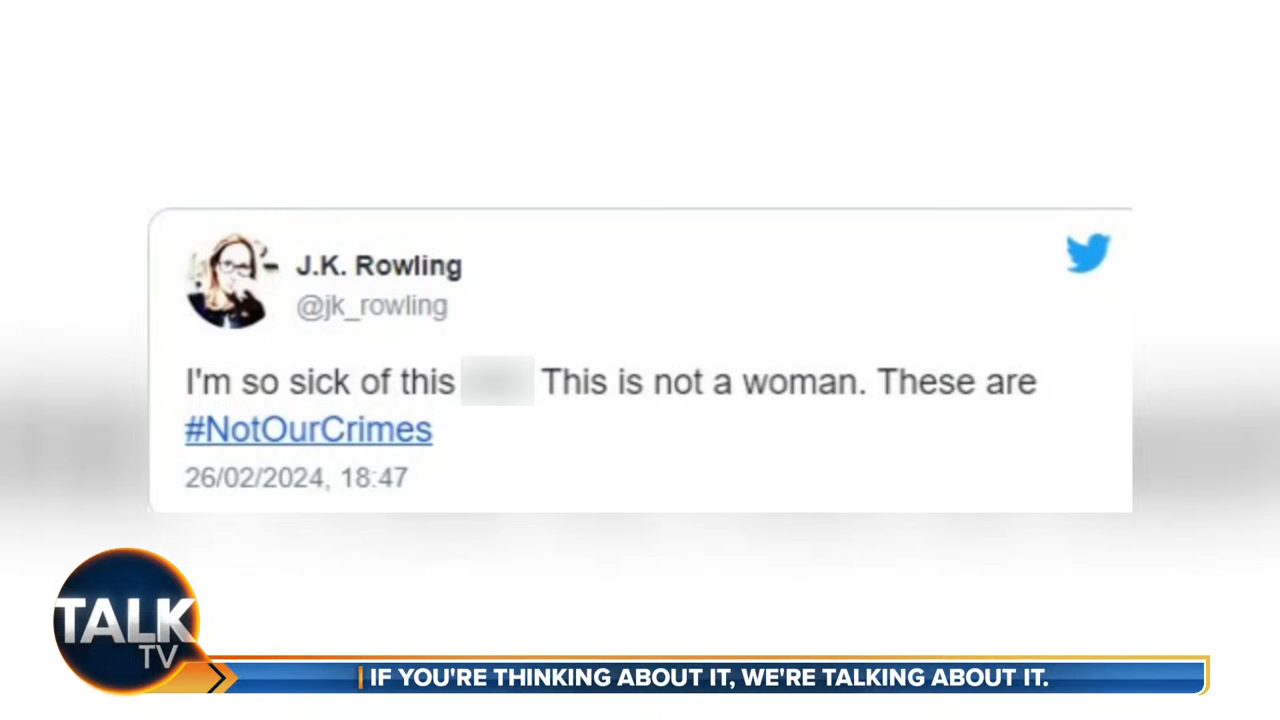 J.K. Rowling
@jk_rowling
I'm so sick of this This is not a woman. These are
#NotOurCrimes
26/02/2024, 18:47
TALK
TV
IF YOU'RE THINKING ABOUT IT, WE'RE TALKING ABOUT IT.